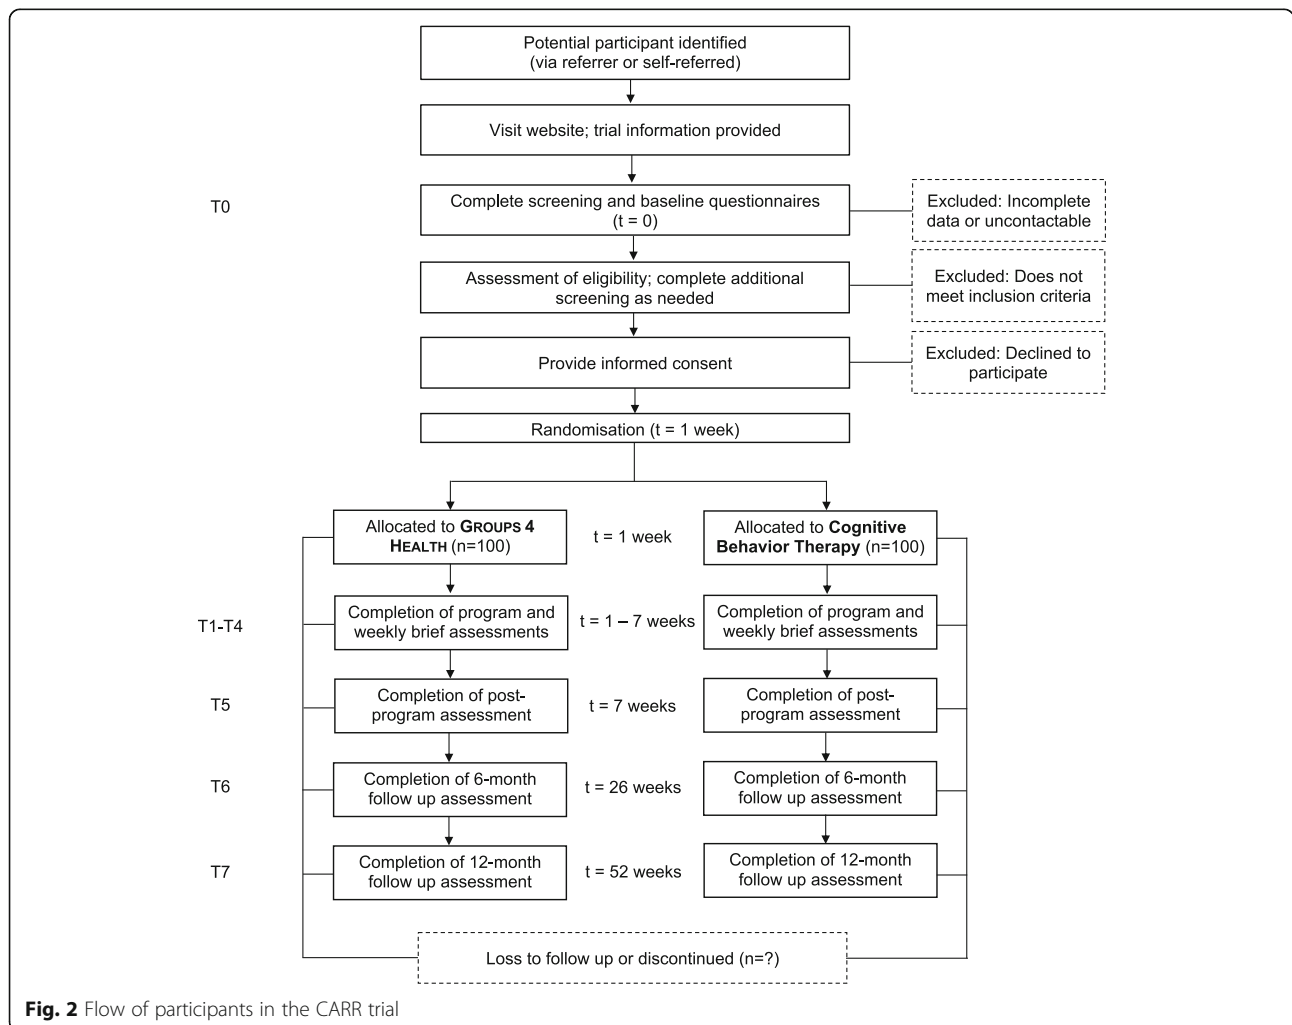 Potential participant identified
(via referrer or self-referred)
Visit website; trial information provided
T0
Complete screening and baseline questionnaires
(t = 0)
Excluded: Incomplete
data or uncontactable
Assessment of eligibility; complete additional
screening as needed
Excluded: Does not
meet inclusion criteria
Provide informed consent
Excluded: Declined to
participate
Randomisation (t = 1 week)
Allocated to GROUPS 4
HEALTH (n=100)
t = 1 week
Allocated to Cognitive
Behavior Therapy (n=100)
T1-T4
Completion of program and
weekly brief assessments
t = 1 – 7 weeks
Completion of program and
weekly brief assessments
T5
Completion of post-
program assessment
t = 7 weeks
Completion of post-
program assessment
T6
Completion of 6-month
follow up assessment
t = 26 weeks
Completion of 6-month
follow up assessment
T7
Completion of 12-month
follow up assessment
t = 52 weeks
Completion of 12-month
follow up assessment
Loss to follow up or discontinued (n=?)
Fig. 2 Flow of participants in the CARR trial